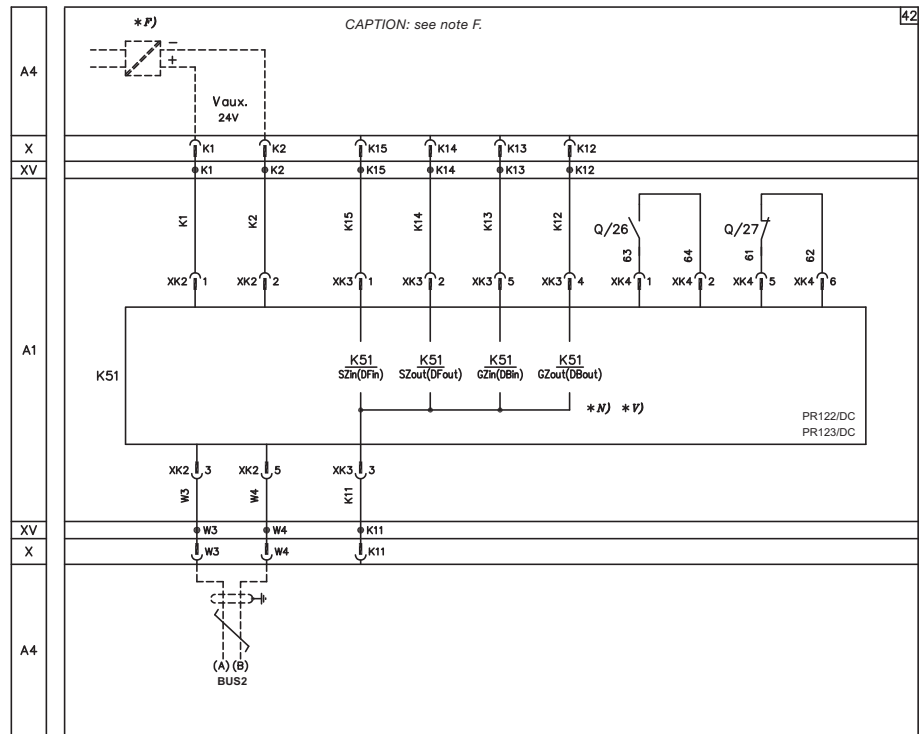 *F)
CAPTION: see note F.
42
A4
−
+
Vaux.
24V
X
K1 K2 K15 K14 K13 K12
XV
K1 K2 K15 K14 K13 K12
K1 K2 K15 K14 K13 K12
Q/26 63 64 Q/27 61 62
XK2 1 XK2 2 XK3 1 XK3 2 XK3 5 XK3 4 XK4 1 XK4 2 XK4 5 XK4 6
A1
K51
K51 K51 K51 K51
SZin(DFin) SZout(DFout) GZin(DBin) GZout(DBout)
*N) *V)
PR122/DC
PR123/DC
XK2 3 XK2 5 XK3 3
W3 W4 K11
XV
W3 W4 K11
X
W3 W4 K11
A4
(A) (B)
BUS2